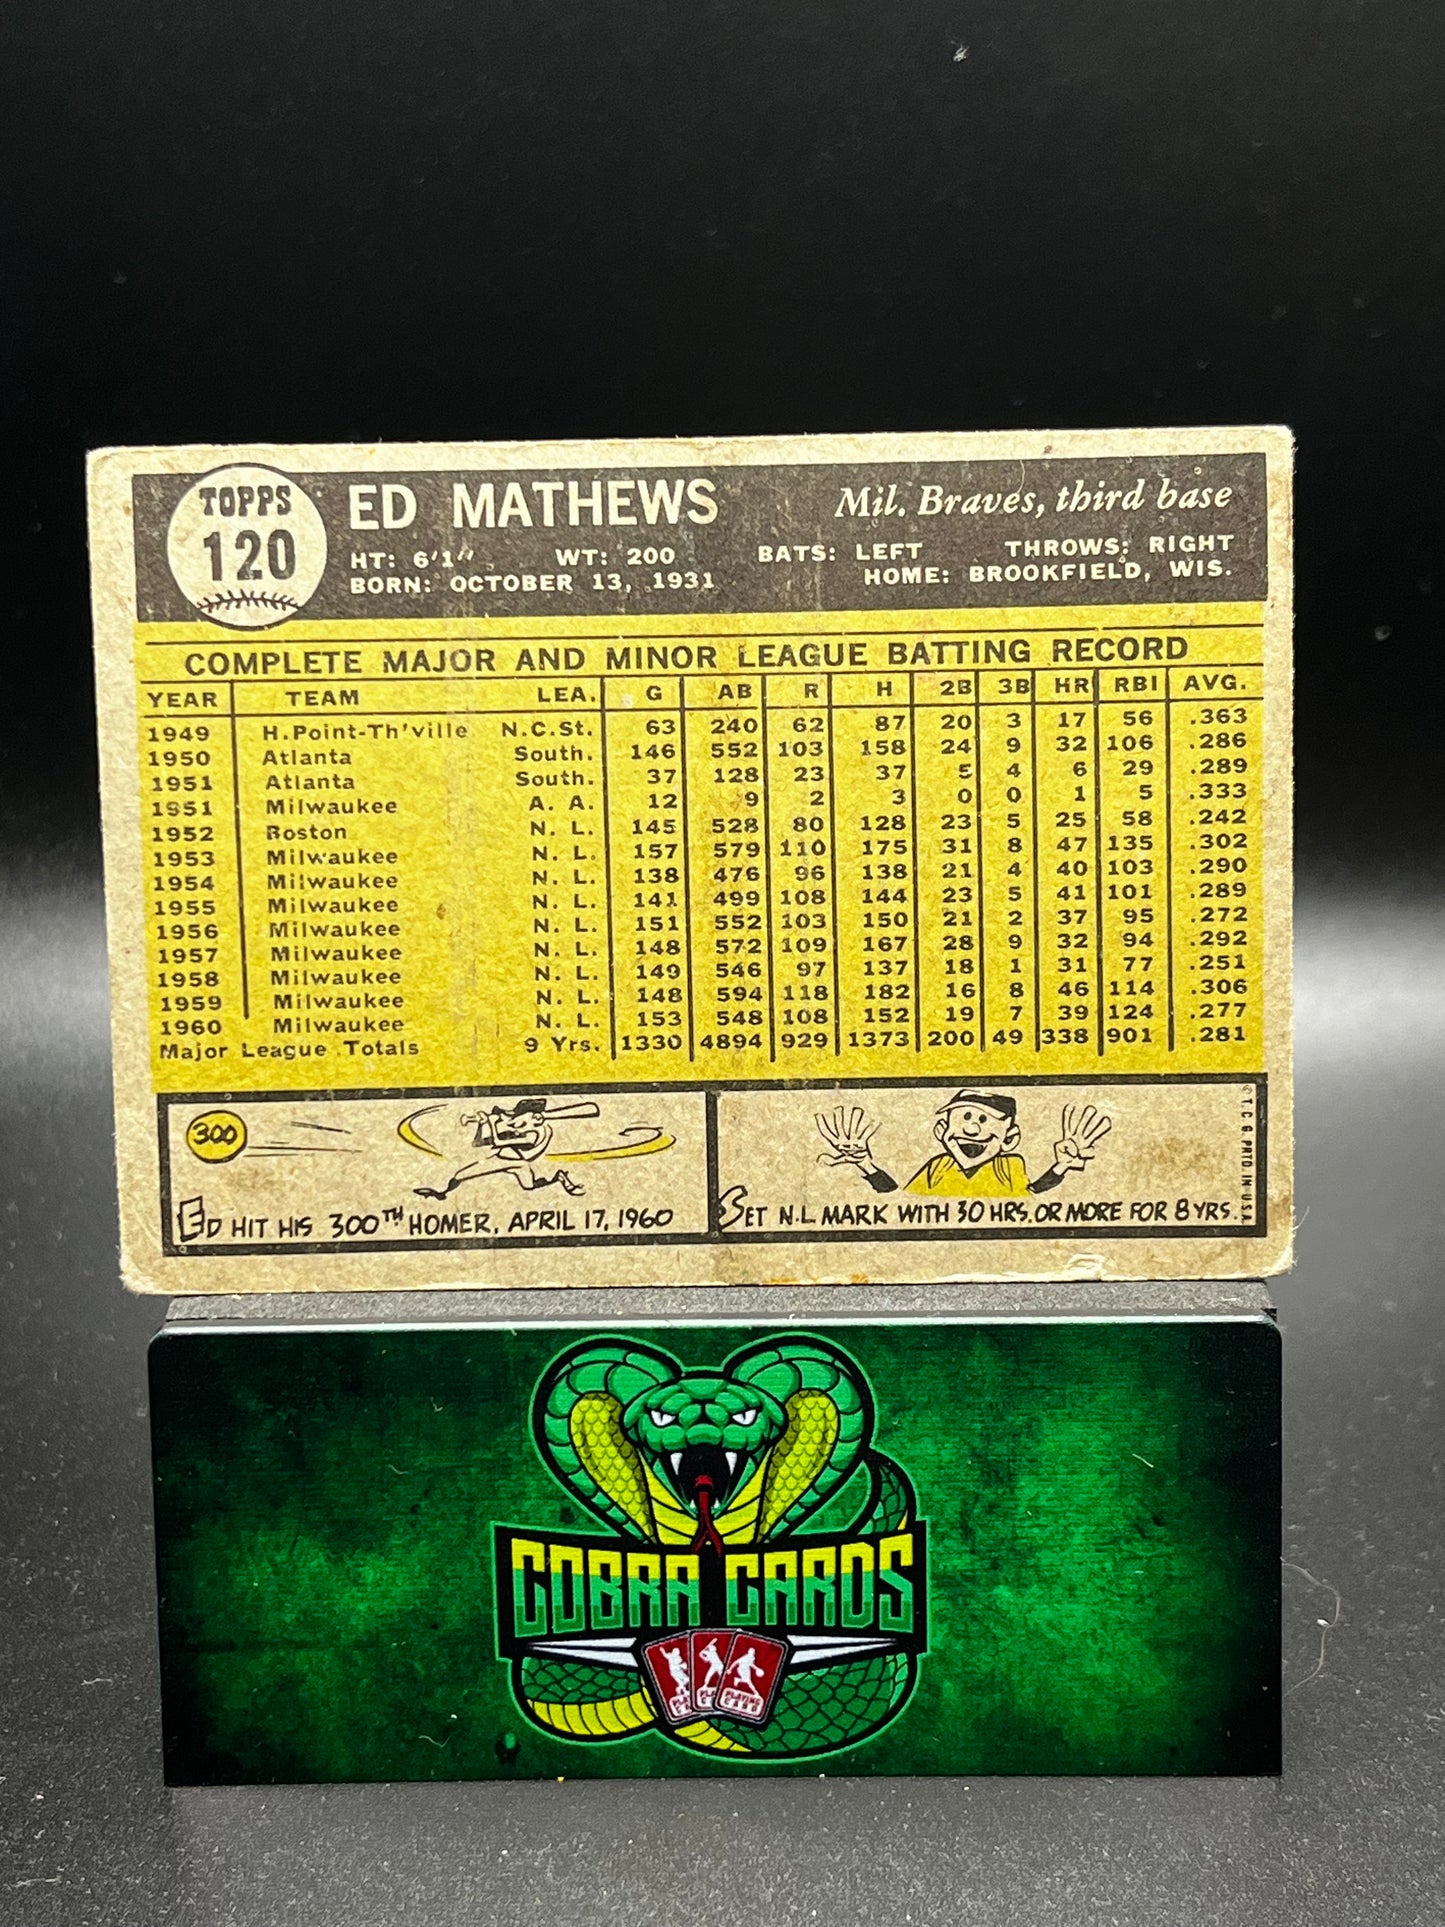 TOPPS
120
ED MATHEWS
Mil. Braves, third base
HT: 6'1" WT: 200 BATS: LEFT THROWS: RIGHT
BORN: OCTOBER 13, 1931 HOME: BROOKFIELD, WIS.
COMPLETE MAJOR AND MINOR LEAGUE BATTING RECORD
YEAR TEAM LEA. G AB R H 2B 3B HR RBI AVG.
1949 H.Point-Th'ville N.C.St. 63 240 62 87 20 3 17 56 .363
1950 Atlanta South. 146 552 103 158 24 9 32 106 .286
1951 Atlanta South. 37 128 23 37 5 4 6 29 .289
1951 Milwaukee A. A. 12 9 2 3 0 0 1 5 .333
1952 Boston N. L. 145 528 80 128 23 5 25 58 .242
1953 Milwaukee N. L. 157 579 110 175 31 8 47 135 .302
1954 Milwaukee N. L. 138 476 96 138 21 4 40 103 .290
1955 Milwaukee N. L. 141 499 108 144 23 5 41 101 .289
1956 Milwaukee N. L. 151 552 103 150 21 2 37 95 .272
1957 Milwaukee N. L. 148 572 109 167 28 9 32 94 .292
1958 Milwaukee N. L. 149 546 97 137 18 1 31 77 .251
1959 Milwaukee N. L. 148 594 118 182 16 8 46 114 .306
1960 Milwaukee N. L. 153 548 108 152 19 7 39 124 .277
Major League Totals 9 Yrs. 1330 4894 929 1373 200 49 338 901 .281
300
ED HIT HIS 300TH HOMER, APRIL 17, 1960
SET N.L. MARK WITH 30 HRS. OR MORE FOR 8 YRS.
© T. C. G. PRTD. IN U.S.A.
COBRA CARDS
PLAYING
CARD